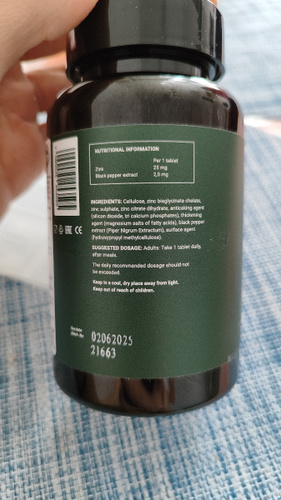 NUTRITIONAL INFORMATION
Per 1 tablet
Zinc 25 mg
Black pepper extract 2,5 mg
INGREDIENTS: Cellulose, zinc bisglycinate chelate,
zinc sulphate, zinc citrate dihydrate, anticaking agent
(silicon dioxide, tri calcium phosphate), thickening
agent (magnesium salts of fatty acids), black pepper
extract (Piper Nigrum Extractum), surface agent
(hydroxypropyl methylcellulose).
SUGGESTED DOSAGE: Adults: Take 1 tablet daily,
after meals.
The daily recommended dosage should not
be exceeded.
Keep in a cool, dry place away from light.
Keep out of reach of children.
02062025
21663